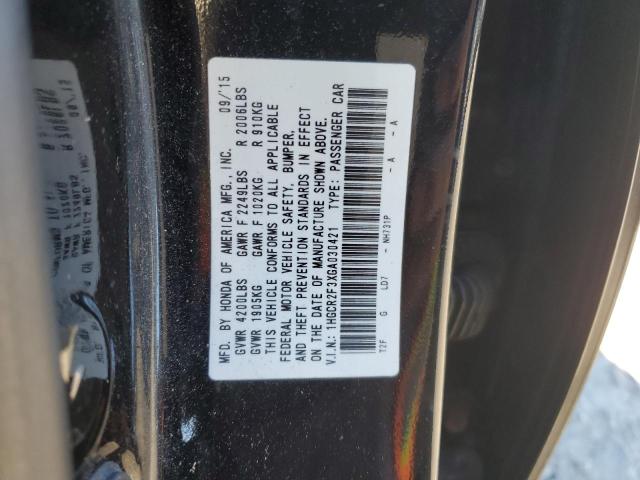 MFD. BY HONDA OF AMERICA MFG., INC. 09/15
GVWR 4200LBS GAWR F 2249LBS R 2006LBS
GVWR 1905KG GAWR F 1020KG R 910KG
THIS VEHICLE CONFORMS TO ALL APPLICABLE
FEDERAL MOTOR VEHICLE SAFETY, BUMPER,
AND THEFT PREVENTION STANDARDS IN EFFECT
ON THE DATE OF MANUFACTURE SHOWN ABOVE.
V.I.N.: 1HGCR2F3XGA030421 TYPE: PASSENGER CAR
T2F G LD7 - NH731P - A - A